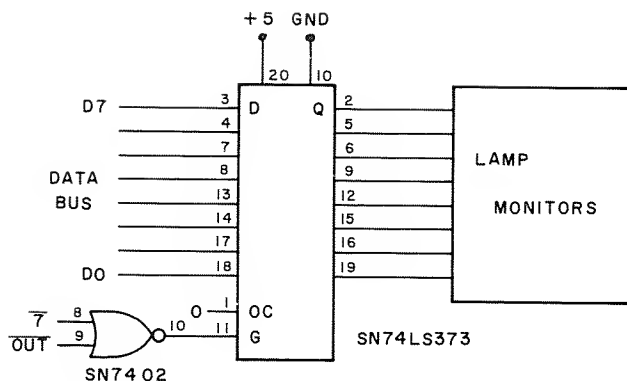 +5 GND
20 10
D7 3 D Q 2
4 5
7 6
LAMP
DATA 8 9
BUS 13 12
MONITORS
14 15
17 16
D0 18 19
0 1 OC
7 8
10 11 G
OUT 9
SN74LS373
SN7402